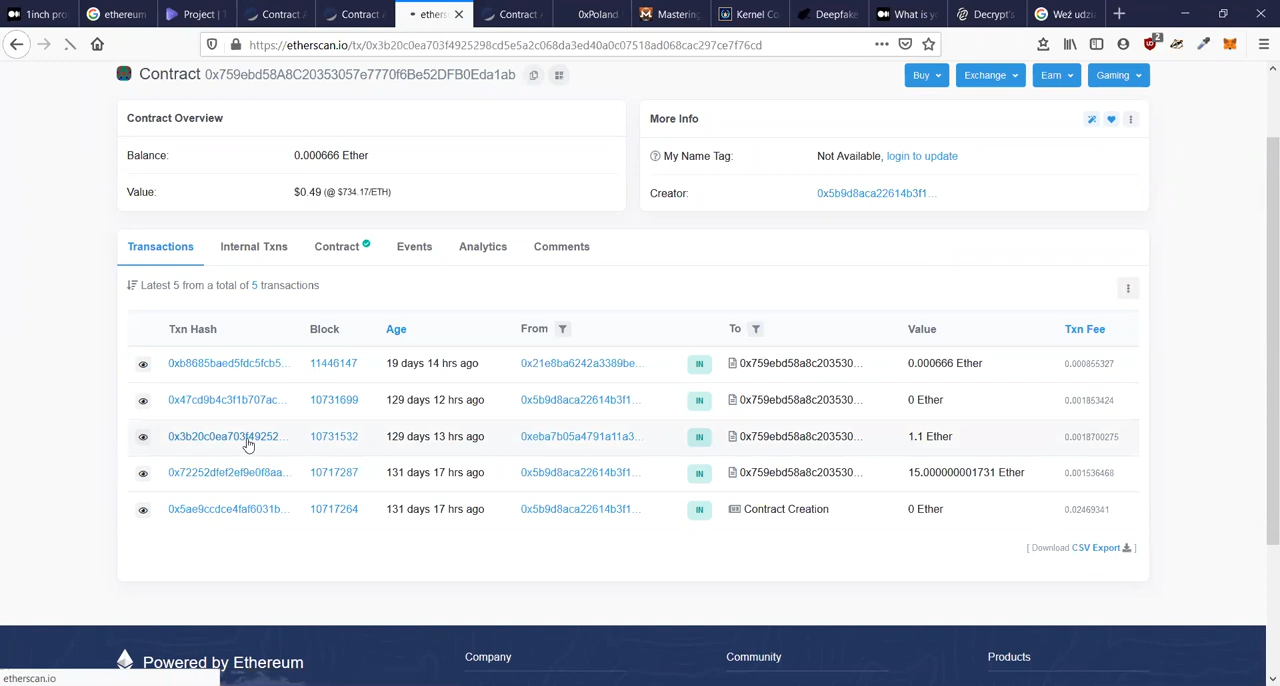 1inch pro
ethereum
Project | T
Contract A
Contract A
ethers
Contract A
0xPoland
Mastering
Kernel Co
Deepfake
What is yo
Decrypt's
Weź udzia
https://etherscan.io/tx/0x3b20c0ea703f4925298cd5e5a2c068da3ed40a0c07518ad068cac297ce7f76cd
2
Contract 0x759ebd58A8C20353057e7770f6Be52DFB0Eda1ab
Buy
Exchange
Earn
Gaming
Contract Overview
More Info
Balance: 0.000666 Ether
My Name Tag: Not Available, login to update
Value: $0.49 (@ $734.17/ETH)
Creator: 0x5b9d8aca22614b3f1...
Transactions
Internal Txns
Contract
Events
Analytics
Comments
Latest 5 from a total of 5 transactions
Txn Hash Block Age From To Value Txn Fee
0xb8685baed5fdc5fcb5... 11446147 19 days 14 hrs ago 0x21e8ba6242a3389be... IN 0x759ebd58a8c203530... 0.000666 Ether 0.000855327
0x47cd9b4c3f1b707ac... 10731699 129 days 12 hrs ago 0x5b9d8aca22614b3f1... IN 0x759ebd58a8c203530... 0 Ether 0.001853424
0x3b20c0ea703f49252... 10731532 129 days 13 hrs ago 0xeba7b05a4791a11a3... IN 0x759ebd58a8c203530... 1.1 Ether 0.0018700275
0x72252dfef2ef9e0f8aa... 10717287 131 days 17 hrs ago 0x5b9d8aca22614b3f1... IN 0x759ebd58a8c203530... 15.000000001731 Ether 0.001536468
0x5ae9ccdce4faf6031b... 10717264 131 days 17 hrs ago 0x5b9d8aca22614b3f1... IN Contract Creation 0 Ether 0.02469341
[ Download CSV Export ]
Powered by Ethereum
Company
Community
Products
etherscan.io